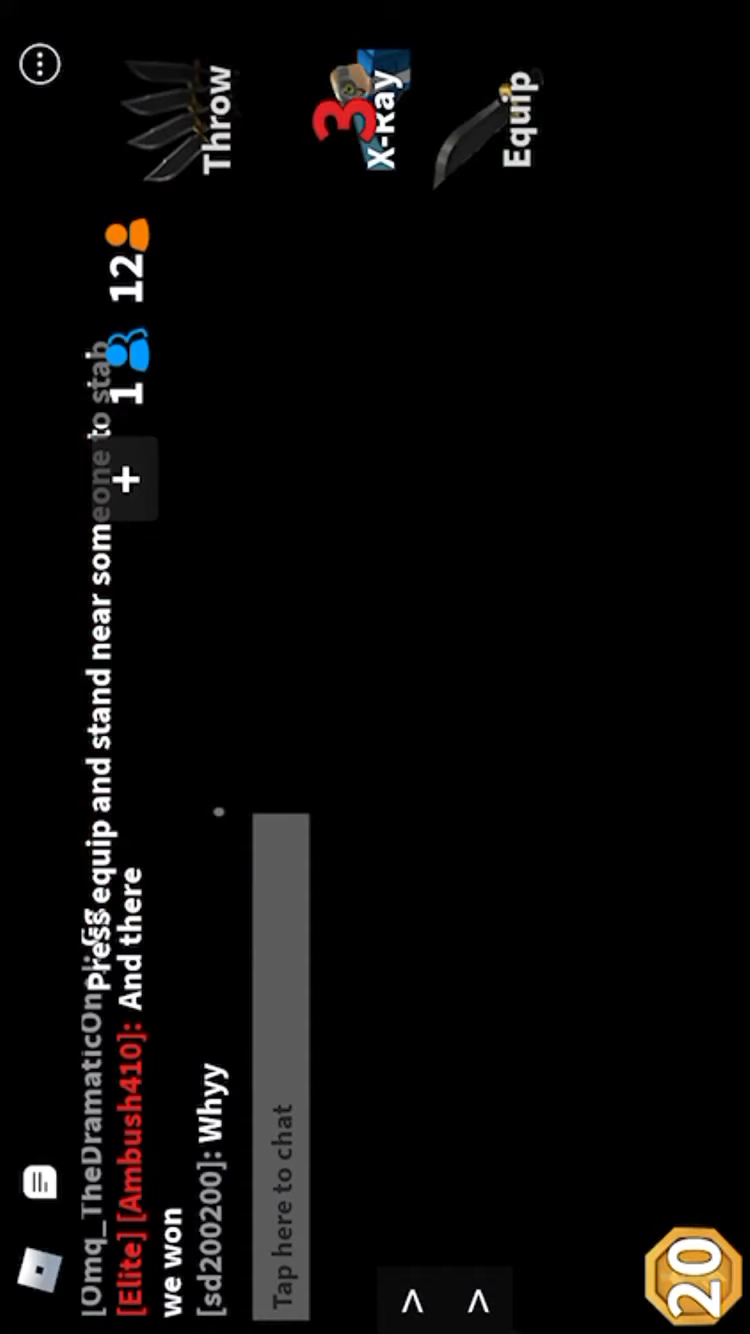 [Omq_TheDramaticOn
Press equip and stand near someone to stab
[Elite] [Ambush410]: And there
we won
[sd200200]: Whyy
Tap here to chat
+
1
12
Throw
3
X-Ray
Equip
< <
20